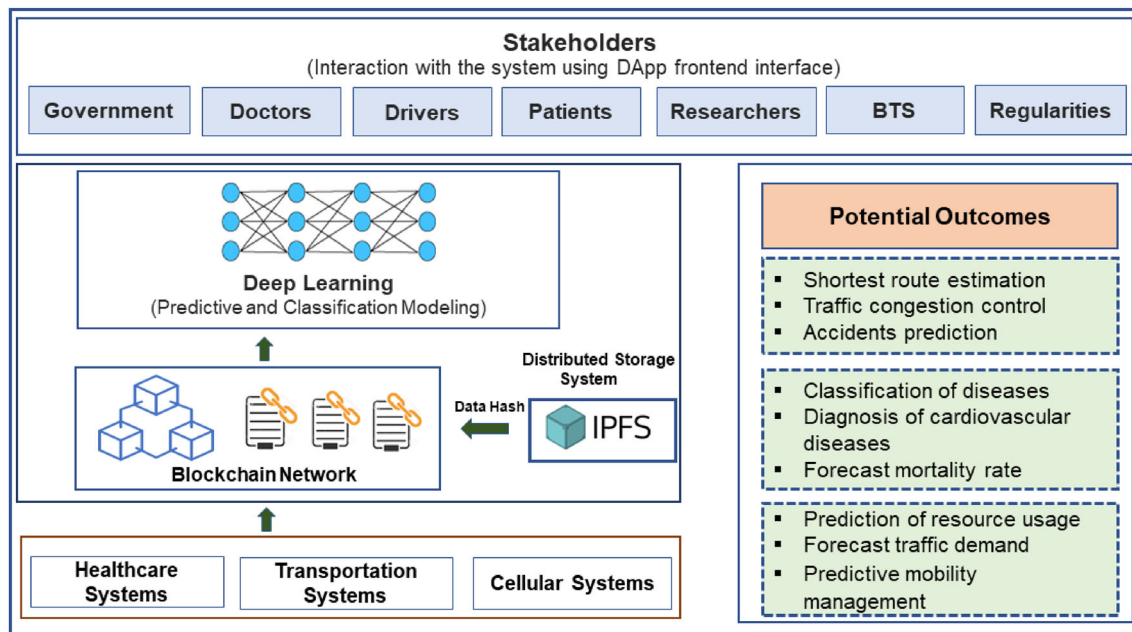 Stakeholders
(Interaction with the system using DApp frontend interface)
Government
Doctors
Drivers
Patients
Researchers
BTS
Regularities
Deep Learning
(Predictive and Classification Modeling)
Distributed Storage
System
Data Hash
IPFS
Blockchain Network
Healthcare
Systems
Transportation
Systems
Cellular Systems
Potential Outcomes
▪ Shortest route estimation
▪ Traffic congestion control
▪ Accidents prediction
▪ Classification of diseases
▪ Diagnosis of cardiovascular
diseases
▪ Forecast mortality rate
▪ Prediction of resource usage
▪ Forecast traffic demand
▪ Predictive mobility
management